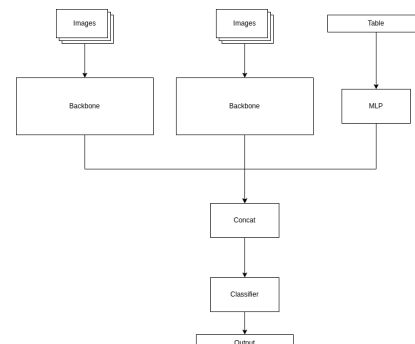 Images
Images
Table
Backbone
Backbone
MLP
Concat
Classifier
Output